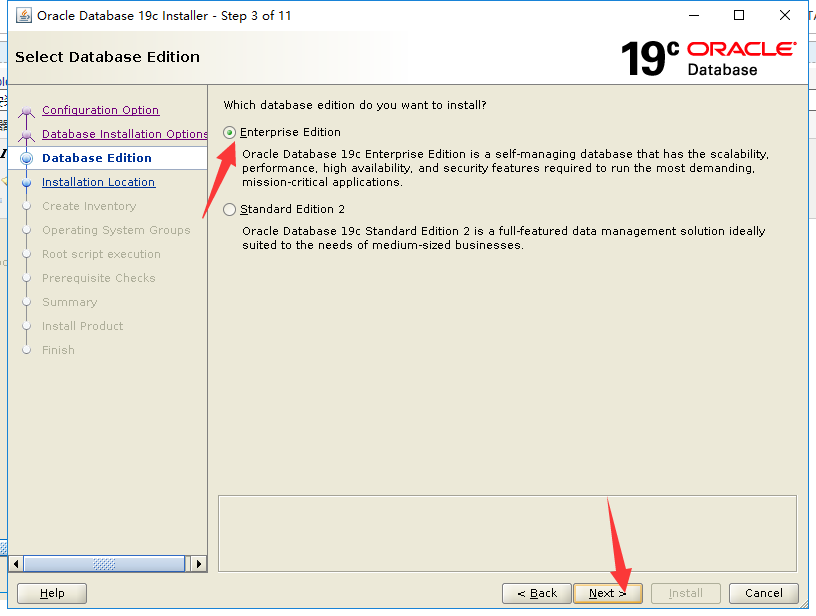 Oracle Database 19c Installer - Step 3 of 11
Select Database Edition
19c ORACLE
Database
Configuration Option
Database Installation Options
Database Edition
Installation Location
Create Inventory
Operating System Groups
Root script execution
Prerequisite Checks
Summary
Install Product
Finish
Which database edition do you want to install?
Enterprise Edition
Oracle Database 19c Enterprise Edition is a self-managing database that has the scalability,
performance, high availability, and security features required to run the most demanding,
mission-critical applications.
Standard Edition 2
Oracle Database 19c Standard Edition 2 is a full-featured data management solution ideally
suited to the needs of medium-sized businesses.
Help
< Back
Next >
Install
Cancel